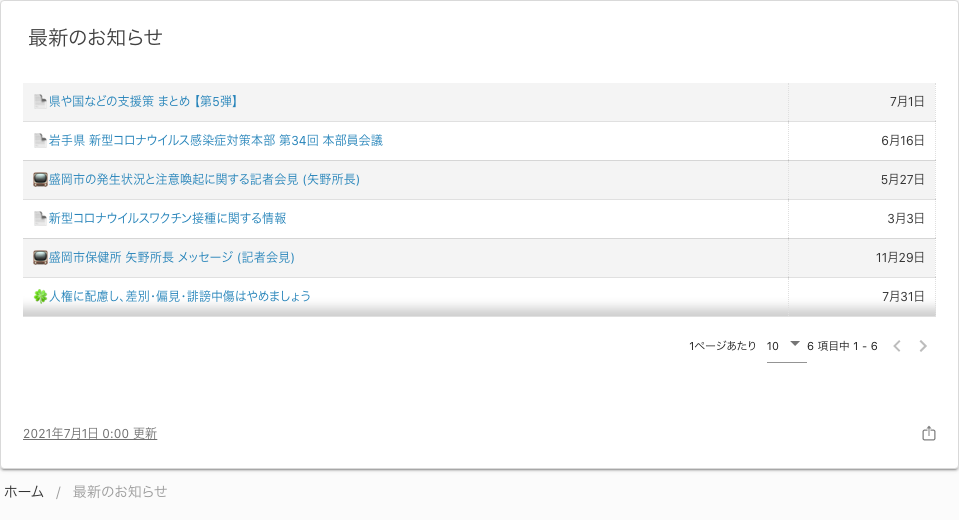 最新のお知らせ
県や国などの支援策 まとめ【第5弾】 7月1日
岩手県 新型コロナウイルス感染症対策本部 第34回 本部員会議 6月16日
盛岡市の発生状況と注意喚起に関する記者会見 (矢野所長) 5月27日
新型コロナウイルスワクチン接種に関する情報 3月3日
盛岡市保健所 矢野所長 メッセージ (記者会見) 11月29日
人権に配慮し、差別・偏見・誹謗中傷はやめましょう 7月31日
1ページあたり 10 6 項目中 1 - 6
2021年7月1日 0:00 更新
ホーム / 最新のお知らせ